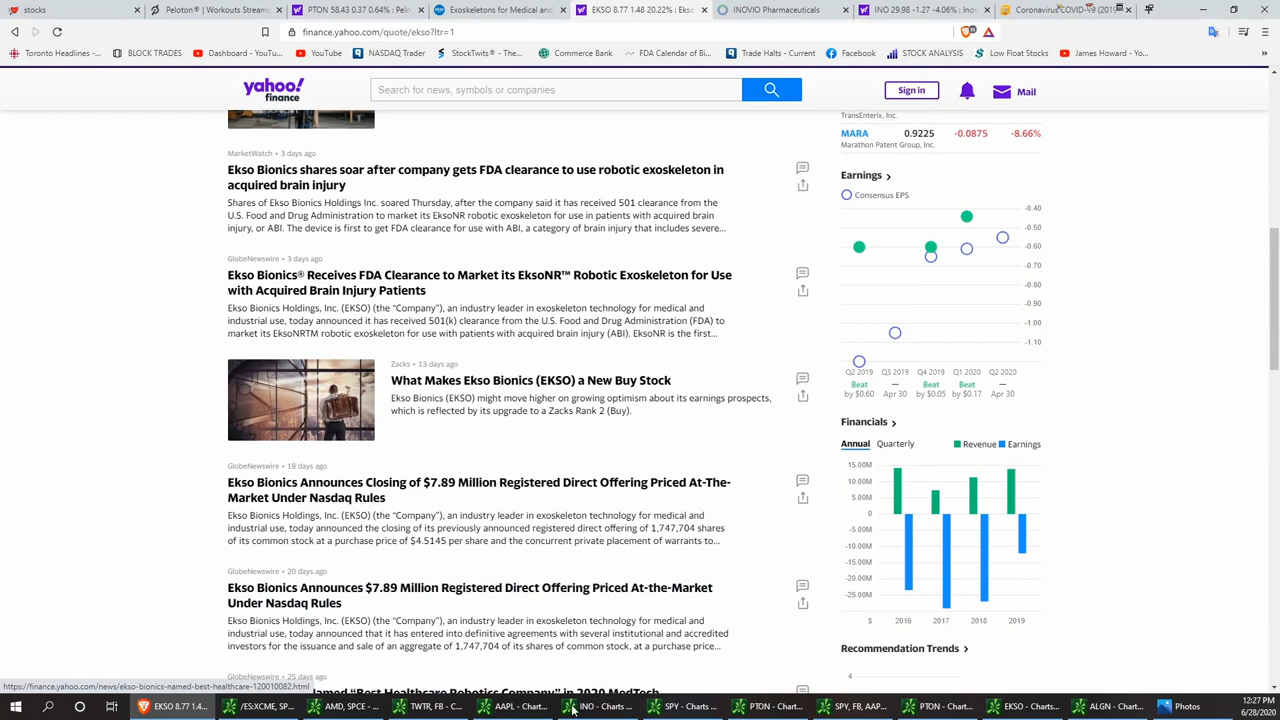 stocks
Peloton® | Workouts Stream
PTON 58.43 0.37 0.64% : Pelot
Exoskeletons for Medical and
EKSO 8.77 1.48 20.22% : Ekso
INOVIO Pharmaceuticals
INO 29.98 -1.27 -4.06% : Inov
Coronavirus COVID-19 (201
finance.yahoo.com/quote/ekso?ltr=1
Toronto Headlines -...
BLOCK TRADES
Dashboard - YouTu...
YouTube
NASDAQ Trader
StockTwits® - The...
Commerce Bank
FDA Calendar of Bi...
Trade Halts - Current
Facebook
STOCK ANALYSIS
Low Float Stocks
James Howard - Yo...
yahoo!
finance
Search for news, symbols or companies
Sign in
Mail
TransEnterix, Inc.
MARA 0.9225 -0.0875 -8.66%
Marathon Patent Group, Inc.
MarketWatch • 3 days ago
Ekso Bionics shares soar after company gets FDA clearance to use robotic exoskeleton in
acquired brain injury
Shares of Ekso Bionics Holdings Inc. soared Thursday, after the company said it has received 501 clearance from the
U.S. Food and Drug Administration to market its EksoNR robotic exoskeleton for use in patients with acquired brain
injury, or ABI. The device is first to get FDA clearance for use with ABI, a category of brain injury that includes severe...
GlobeNewswire • 3 days ago
Ekso Bionics® Receives FDA Clearance to Market its EksoNR™ Robotic Exoskeleton for Use
with Acquired Brain Injury Patients
Ekso Bionics Holdings, Inc. (EKSO) (the “Company”), an industry leader in exoskeleton technology for medical and
industrial use, today announced it has received 501(k) clearance from the U.S. Food and Drug Administration (FDA) to
market its EksoNRTM robotic exoskeleton for use with patients with acquired brain injury (ABI). EksoNR is the first...
Zacks • 13 days ago
What Makes Ekso Bionics (EKSO) a New Buy Stock
Ekso Bionics (EKSO) might move higher on growing optimism about its earnings prospects,
which is reflected by its upgrade to a Zacks Rank 2 (Buy).
GlobeNewswire • 18 days ago
Ekso Bionics Announces Closing of $7.89 Million Registered Direct Offering Priced At-The-
Market Under Nasdaq Rules
Ekso Bionics Holdings, Inc. (EKSO) (the “Company”), an industry leader in exoskeleton technology for medical and
industrial use, today announced the closing of its previously announced registered direct offering of 1,747,704 shares
of its common stock at a purchase price of $4.5145 per share and the concurrent private placement of warrants to...
GlobeNewswire • 20 days ago
Ekso Bionics Announces $7.89 Million Registered Direct Offering Priced At-the-Market
Under Nasdaq Rules
Ekso Bionics Holdings, Inc. (EKSO) (the “Company”), an industry leader in exoskeleton technology for medical and
industrial use, today announced that it has entered into definitive agreements with several institutional and accredited
investors for the issuance and sale of an aggregate of 1,747,704 of its shares of common stock, at a purchase price...
GlobeNewswire • 25 days ago
Named “Best Healthcare Robotics Company” in 2020 MedTech
Earnings
Consensus EPS
-0.40
-0.50
-0.60
-0.70
-0.80
-0.90
-1.00
-1.10
Q2 2019 Q3 2019 Q4 2019 Q1 2020 Q2 2020
Beat — Beat Beat —
by $0.60 Apr 30 by $0.05 by $0.17 Apr 30
Financials
Annual Quarterly Revenue Earnings
15.00M
10.00M
5.00M
0
-5.00M
-10.00M
-15.00M
-20.00M
-25.00M
$ 2016 2017 2018 2019
Recommendation Trends
4
https://finance.yahoo.com/news/ekso-bionics-named-best-healthcare-120010082.html
EKSO 8.77 1.4...
/ES:XCME, SP...
AMD, SPCE - ...
TWTR, FB - C...
AAPL - Chart...
INO - Charts ...
SPY - Charts ...
PTON - Chart...
SPY, FB, AAP...
PTON - Chart...
EKSO - Chart...
ALGN - Chart...
Photos
12:27 PM
6/28/2020